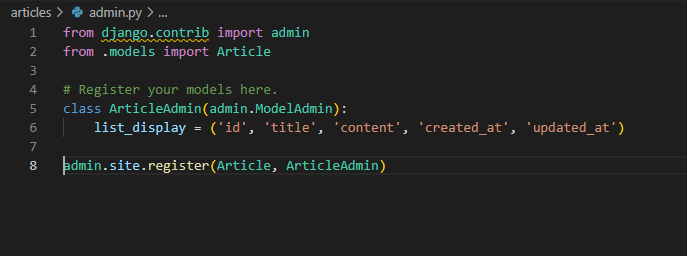 articles > admin.py > ...
1 from django.contrib import admin
2 from .models import Article
3
4 # Register your models here.
5 class ArticleAdmin(admin.ModelAdmin):
6     list_display = ('id', 'title', 'content', 'created_at', 'updated_at')
7
8 admin.site.register(Article, ArticleAdmin)